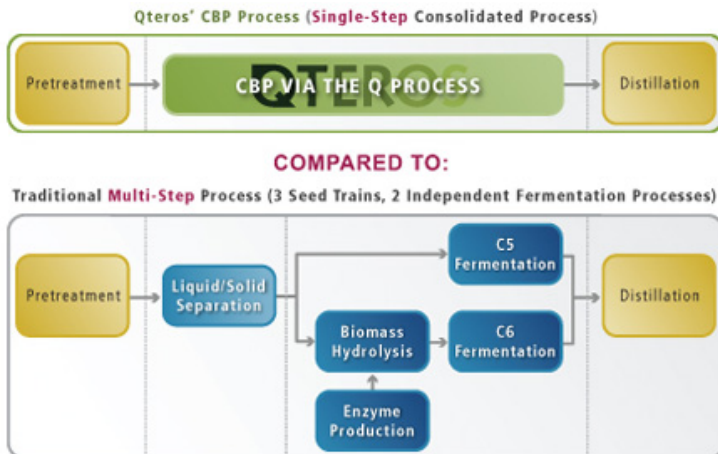 Qteros' CBP Process (Single-Step Consolidated Process)
Pretreatment
QTEROS
CBP VIA THE Q PROCESS
Distillation
COMPARED TO:
Traditional Multi-Step Process (3 Seed Trains, 2 Independent Fermentation Processes)
Pretreatment
Liquid/Solid
Separation
C5
Fermentation
Biomass
Hydrolysis
C6
Fermentation
Enzyme
Production
Distillation